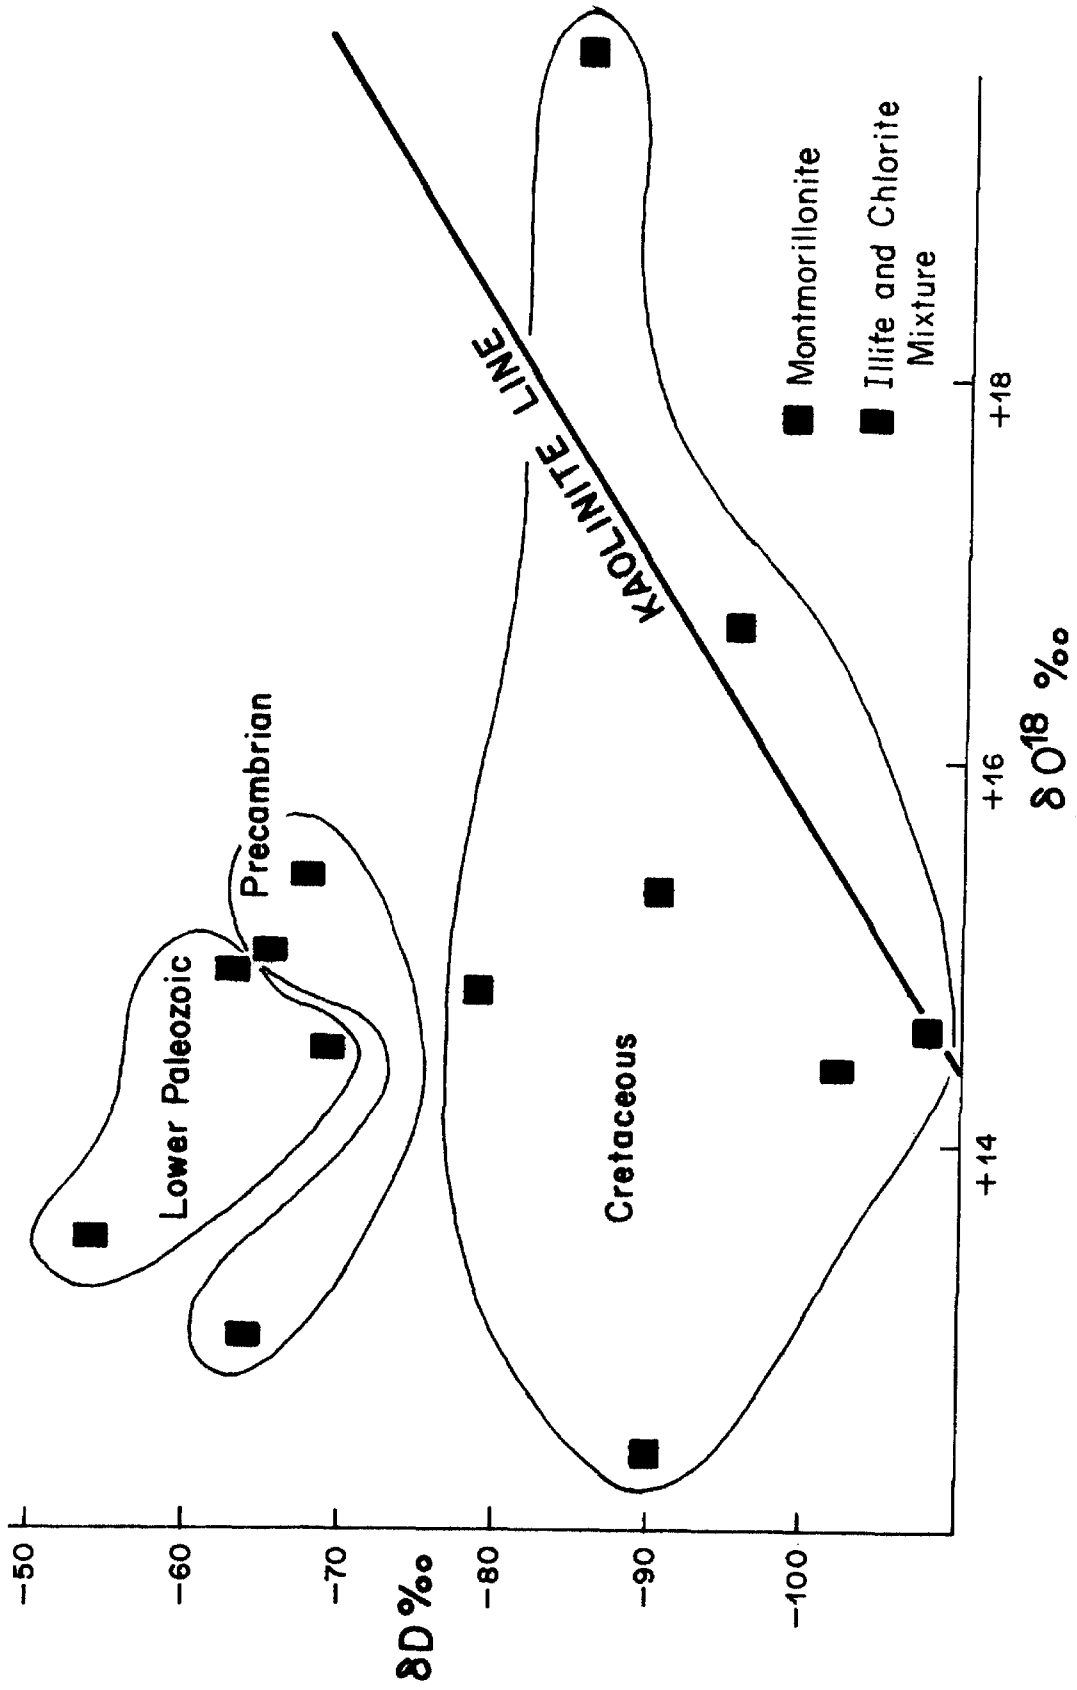 -50
-60
-70
-80
-90
-100
δD ‰
Lower Paleozoic
Precambrian
KAOLINITE LINE
Cretaceous
Montmorillonite
Illite and Chlorite
Mixture
+14
+16
+18
δO¹⁸ ‰